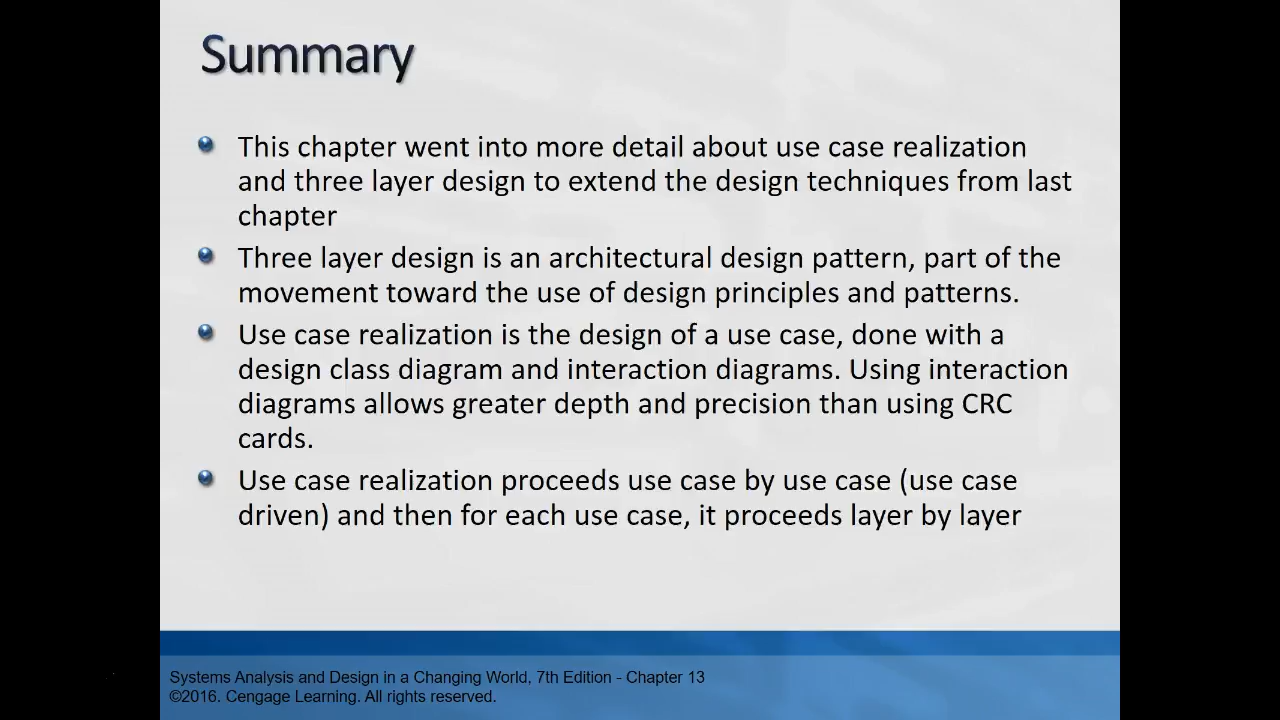 Summary
This chapter went into more detail about use case realization
and three layer design to extend the design techniques from last
chapter
Three layer design is an architectural design pattern, part of the
movement toward the use of design principles and patterns.
Use case realization is the design of a use case, done with a
design class diagram and interaction diagrams. Using interaction
diagrams allows greater depth and precision than using CRC
cards.
Use case realization proceeds use case by use case (use case
driven) and then for each use case, it proceeds layer by layer
Systems Analysis and Design in a Changing World, 7th Edition - Chapter 13
©2016. Cengage Learning. All rights reserved.